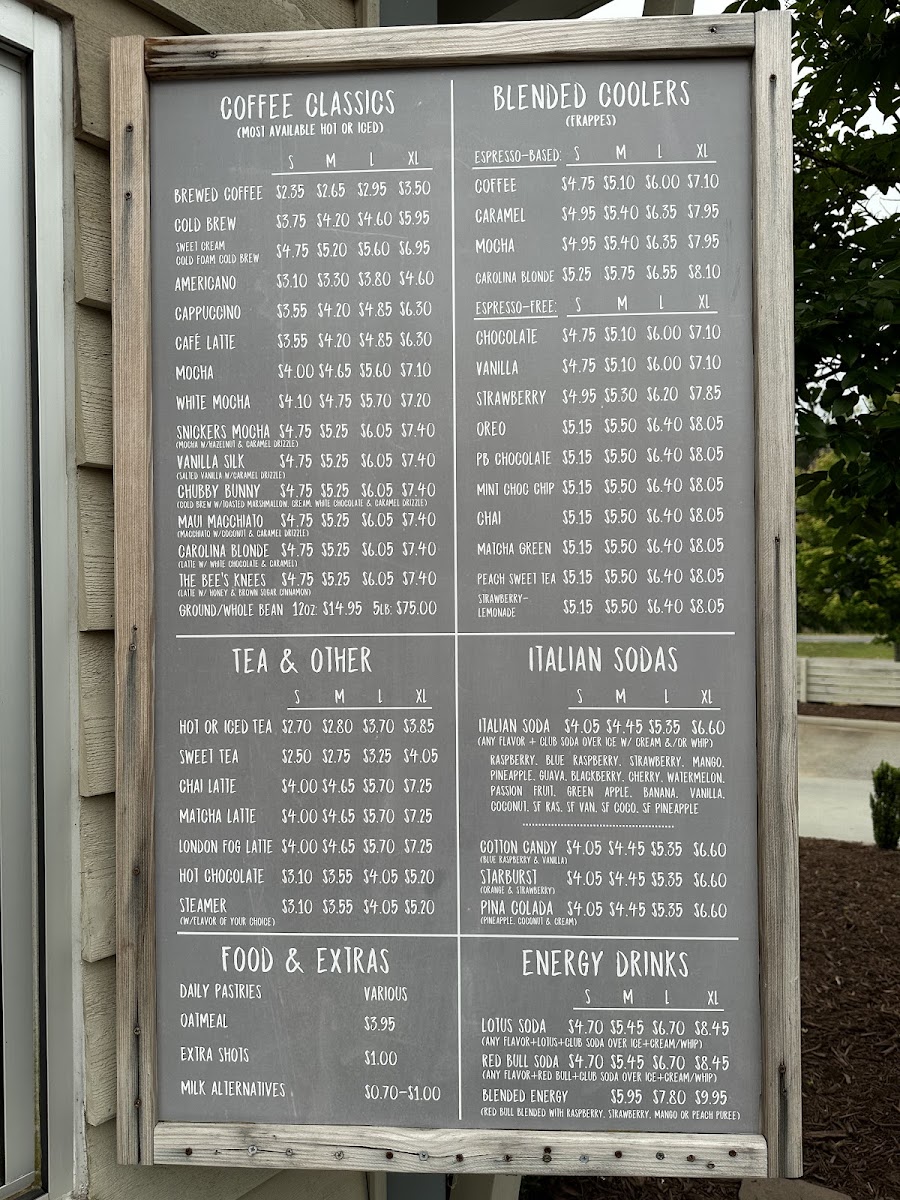 COFFEE CLASSICS
(MOST AVAILABLE HOT OR ICED)
S M L XL
BREWED COFFEE $2.35 $2.65 $2.95 $3.50
COLD BREW $3.75 $4.20 $4.60 $5.95
SWEET CREAM
COLD FOAM COLD BREW $4.75 $5.20 $5.60 $6.95
AMERICANO $3.10 $3.30 $3.80 $4.60
CAPPUCCINO $3.55 $4.20 $4.85 $6.30
CAFÉ LATTE $3.55 $4.20 $4.85 $6.30
MOCHA $4.00 $4.65 $5.60 $7.10
WHITE MOCHA $4.10 $4.75 $5.70 $7.20
SNICKERS MOCHA $4.75 $5.25 $6.05 $7.40
(MOCHA W/HAZELNUT & CARAMEL DRIZZLE)
VANILLA SILK $4.75 $5.25 $6.05 $7.40
(SALTED VANILLA W/CARAMEL DRIZZLE)
CHUBBY BUNNY $4.75 $5.25 $6.05 $7.40
(COLD BREW W/TOASTED MARSHMALLOW, CREAM, WHITE CHOCOLATE & CARAMEL DRIZZLE)
MAUI MACCHIATO $4.75 $5.25 $6.05 $7.40
(MACCHIATO W/COCONUT & CARAMEL DRIZZLE)
CAROLINA BLONDE $4.75 $5.25 $6.05 $7.40
(LATTE W/ WHITE CHOCOLATE & CARAMEL)
THE BEE'S KNEES $4.75 $5.25 $6.05 $7.40
(LATTE W/ HONEY & BROWN SUGAR CINNAMON)
GROUND/WHOLE BEAN 12OZ: $14.95 5LB: $75.00
BLENDED COOLERS
(FRAPPES)
ESPRESSO-BASED: S M L XL
COFFEE $4.75 $5.10 $6.00 $7.10
CARAMEL $4.95 $5.40 $6.35 $7.95
MOCHA $4.95 $5.40 $6.35 $7.95
CAROLINA BLONDE $5.25 $5.75 $6.55 $8.10
ESPRESSO-FREE: S M L XL
CHOCOLATE $4.75 $5.10 $6.00 $7.10
VANILLA $4.75 $5.10 $6.00 $7.10
STRAWBERRY $4.95 $5.30 $6.20 $7.85
OREO $5.15 $5.50 $6.40 $8.05
PB CHOCOLATE $5.15 $5.50 $6.40 $8.05
MINT CHOC CHIP $5.15 $5.50 $6.40 $8.05
CHAI $5.15 $5.50 $6.40 $8.05
MATCHA GREEN $5.15 $5.50 $6.40 $8.05
PEACH SWEET TEA $5.15 $5.50 $6.40 $8.05
STRAWBERRY-
LEMONADE $5.15 $5.50 $6.40 $8.05
TEA & OTHER
S M L XL
HOT OR ICED TEA $2.70 $2.80 $3.70 $3.85
SWEET TEA $2.50 $2.75 $3.25 $4.05
CHAI LATTE $4.00 $4.65 $5.70 $7.25
MATCHA LATTE $4.00 $4.65 $5.70 $7.25
LONDON FOG LATTE $4.00 $4.65 $5.70 $7.25
HOT CHOCOLATE $3.10 $3.55 $4.05 $5.20
STEAMER $3.10 $3.55 $4.05 $5.20
(W/FLAVOR OF YOUR CHOICE)
ITALIAN SODAS
S M L XL
ITALIAN SODA $4.05 $4.45 $5.35 $6.60
(ANY FLAVOR + CLUB SODA OVER ICE W/ CREAM &/OR WHIP)
RASPBERRY, BLUE RASPBERRY, STRAWBERRY, MANGO,
PINEAPPLE, GUAVA, BLACKBERRY, CHERRY, WATERMELON,
PASSION FRUIT, GREEN APPLE, BANANA, VANILLA,
COCONUT, SF RAS, SF VAN, SF COCO, SF PINEAPPLE
COTTON CANDY $4.05 $4.45 $5.35 $6.60
(BLUE RASPBERRY & VANILLA)
STARBURST $4.05 $4.45 $5.35 $6.60
(ORANGE & STRAWBERRY)
PINA COLADA $4.05 $4.45 $5.35 $6.60
(PINEAPPLE, COCONUT & CREAM)
FOOD & EXTRAS
DAILY PASTRIES VARIOUS
OATMEAL $3.95
EXTRA SHOTS $1.00
MILK ALTERNATIVES $0.70-$1.00
ENERGY DRINKS
S M L XL
LOTUS SODA $4.70 $5.45 $6.70 $8.45
(ANY FLAVOR+LOTUS+CLUB SODA OVER ICE+CREAM/WHIP)
RED BULL SODA $4.70 $5.45 $6.70 $8.45
(ANY FLAVOR+RED BULL+CLUB SODA OVER ICE+CREAM/WHIP)
BLENDED ENERGY $5.95 $7.80 $9.95
(RED BULL BLENDED WITH RASPBERRY, STRAWBERRY, MANGO OR PEACH PUREE)